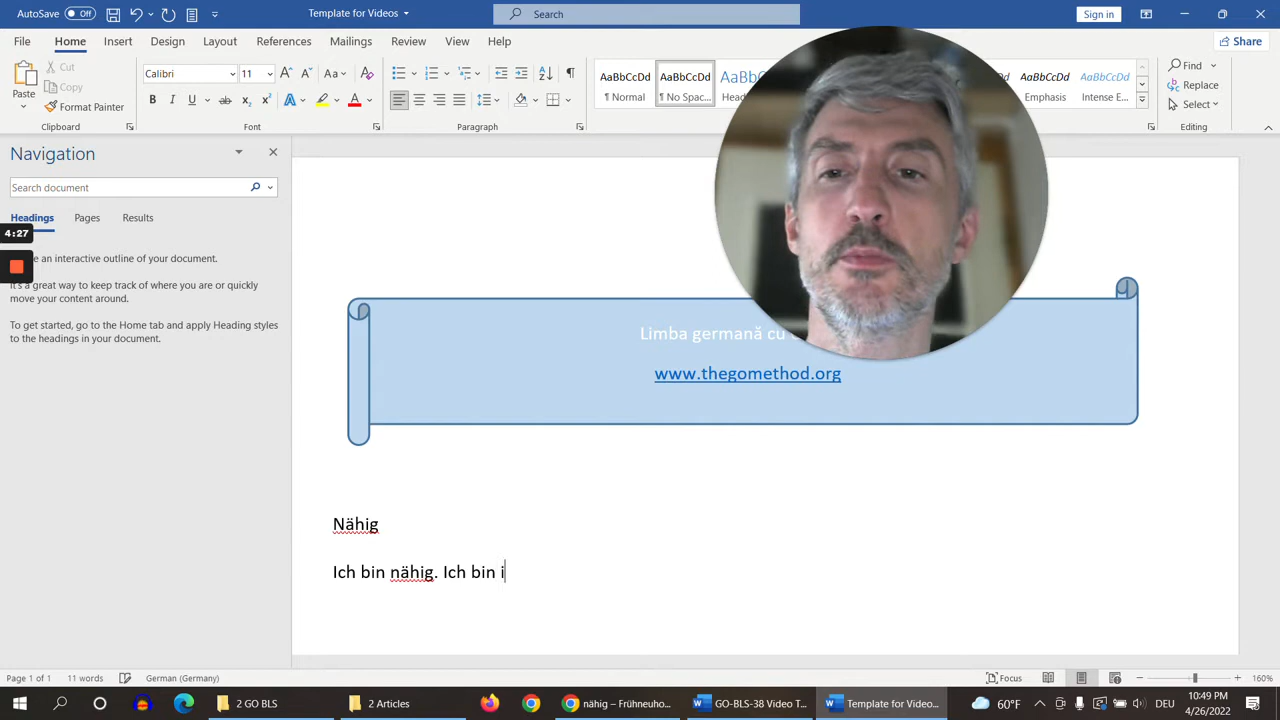 AutoSave Off
Template for Videos
Search
Sign in
File Home Insert Design Layout References Mailings Review View Help
Share
Paste
Cut
Copy
Format Painter
Clipboard
Calibri 11
Font
Paragraph
AaBbCcDd AaBbCcDd AaBbC AaBbCcDd AaBbCcDd
¶ Normal ¶ No Spac... Emphasis Intense E...
Find
Replace
Select
Editing
Navigation
Search document
Headings Pages Results
4:27
an interactive outline of your document.
It's a great way to keep track of where you are or quickly
move your content around.
To get started, go to the Home tab and apply Heading styles
to the headings in your document.
Limba germană cu
www.thegomethod.org
Nähig
Ich bin nähig. Ich bin i
Page 1 of 1 11 words German (Germany)
Focus
160%
2 GO BLS
2 Articles
nähig – Frühneuho...
GO-BLS-38 Video T...
Template for Video...
60°F
10:49 PM
4/26/2022